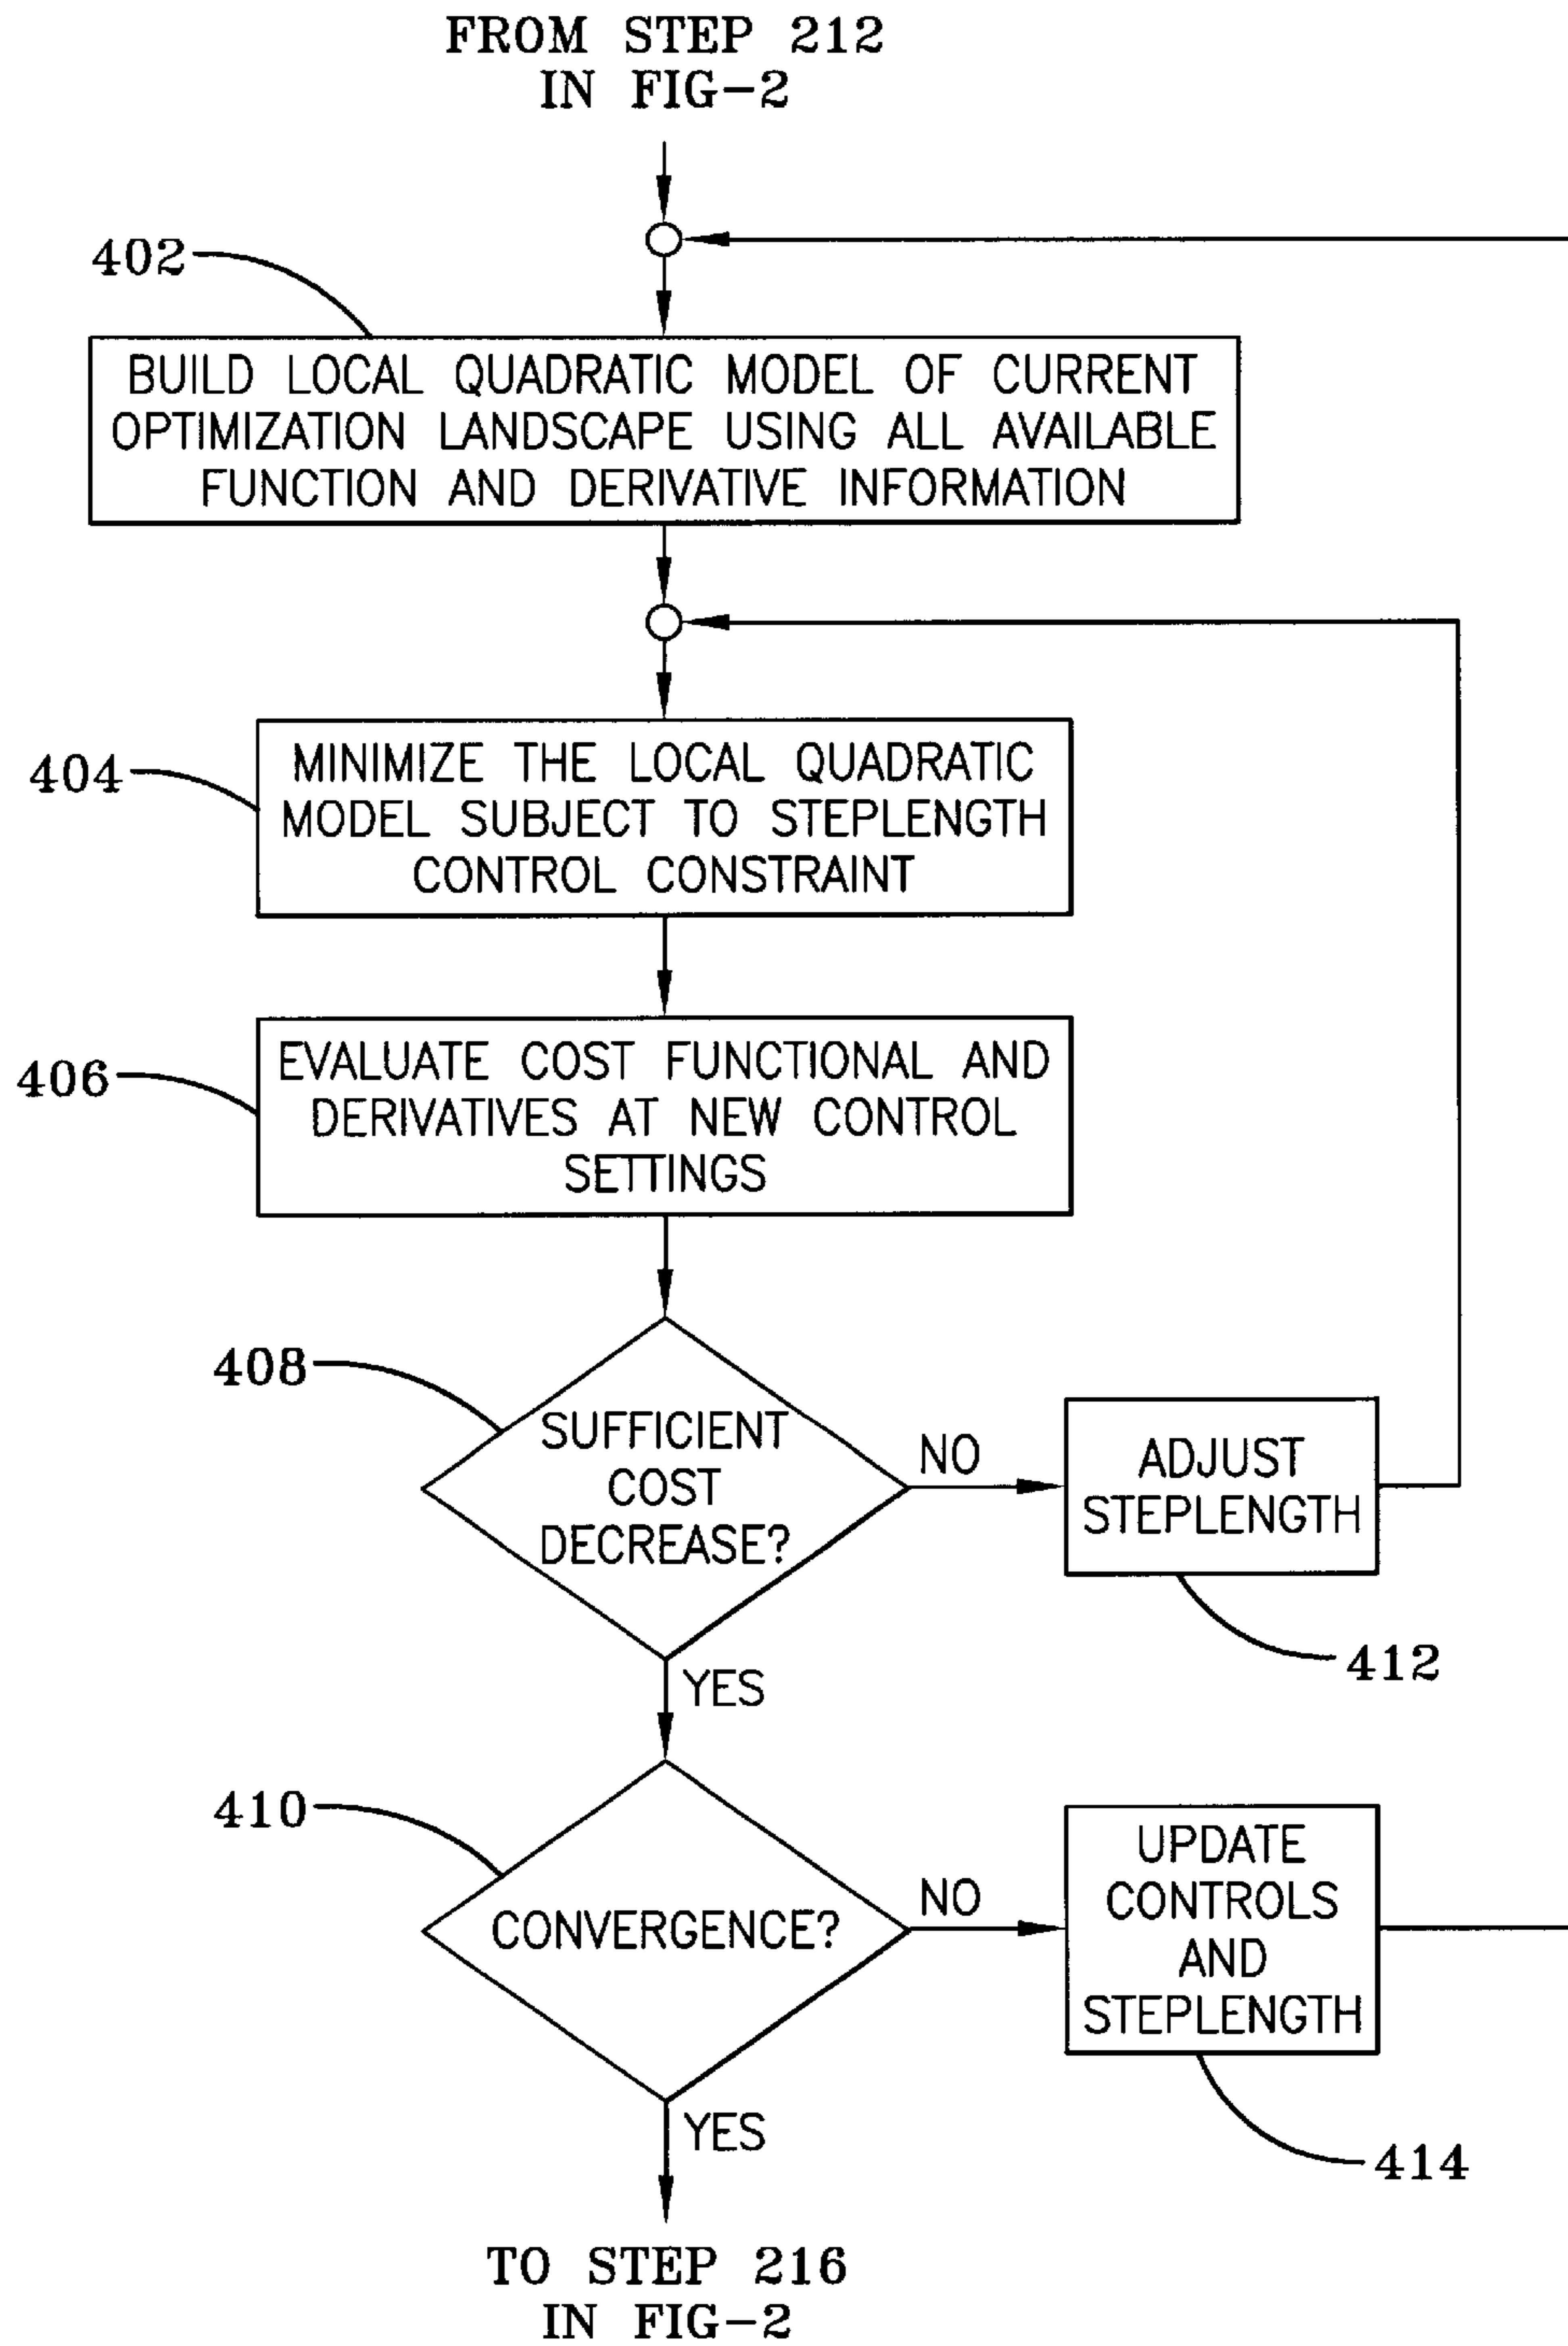 FROM STEP 212
IN FIG-2
402
BUILD LOCAL QUADRATIC MODEL OF CURRENT
OPTIMIZATION LANDSCAPE USING ALL AVAILABLE
FUNCTION AND DERIVATIVE INFORMATION
404
MINIMIZE THE LOCAL QUADRATIC
MODEL SUBJECT TO STEPLENGTH
CONTROL CONSTRAINT
406
EVALUATE COST FUNCTIONAL AND
DERIVATIVES AT NEW CONTROL
SETTINGS
408
SUFFICIENT
COST
DECREASE?
NO
ADJUST
STEPLENGTH
412
YES
410
CONVERGENCE?
NO
UPDATE
CONTROLS
AND
STEPLENGTH
414
YES
TO STEP 216
IN FIG-2